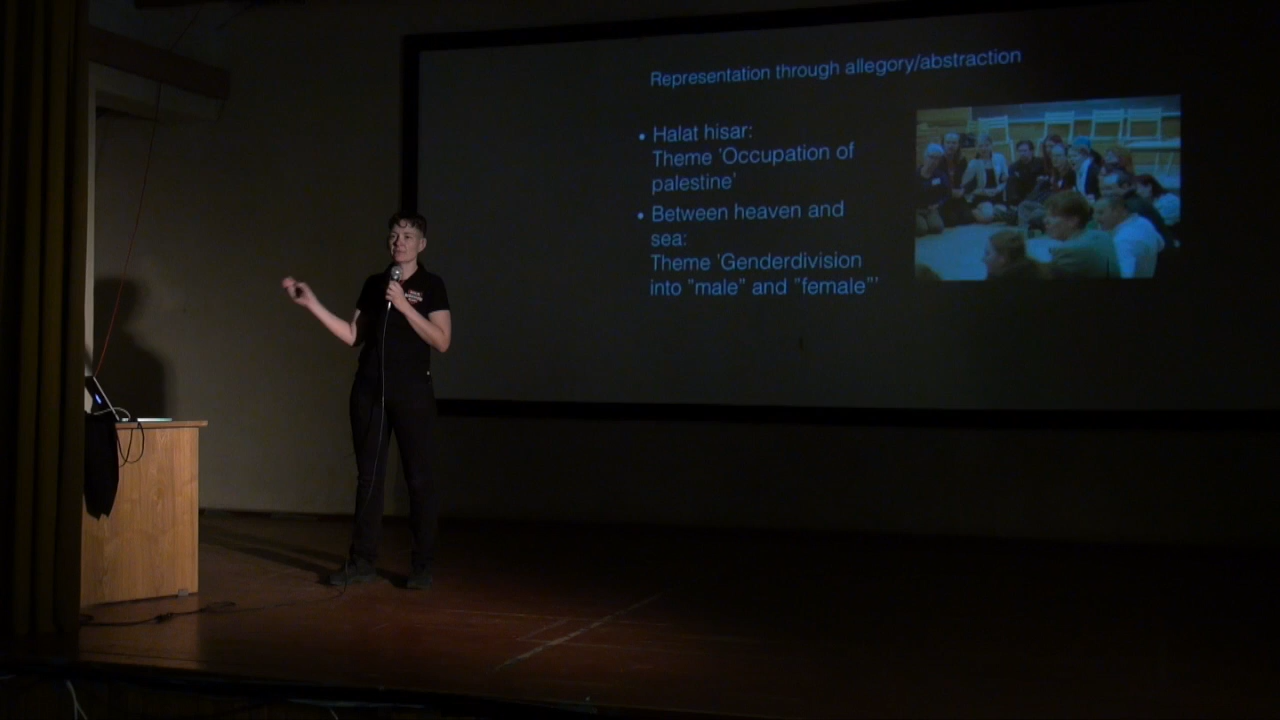 Representation through allegory/abstraction
• Halat hisar:
Theme 'Occupation of
palestine'
• Between heaven and
sea:
Theme 'Genderdivision
into "male" and "female"'